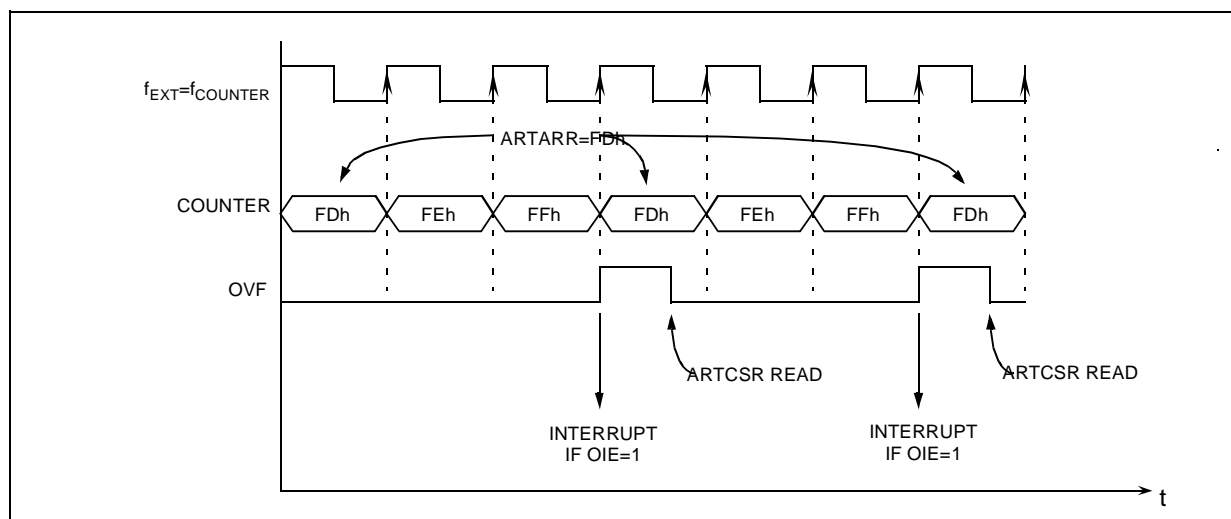 fEXT=fCOUNTER
ARTARR=FDh
COUNTER
FDh FEh FFh FDh FEh FFh FDh
OVF
ARTCSR READ
ARTCSR READ
INTERRUPT
IF OIE=1
INTERRUPT
IF OIE=1
t